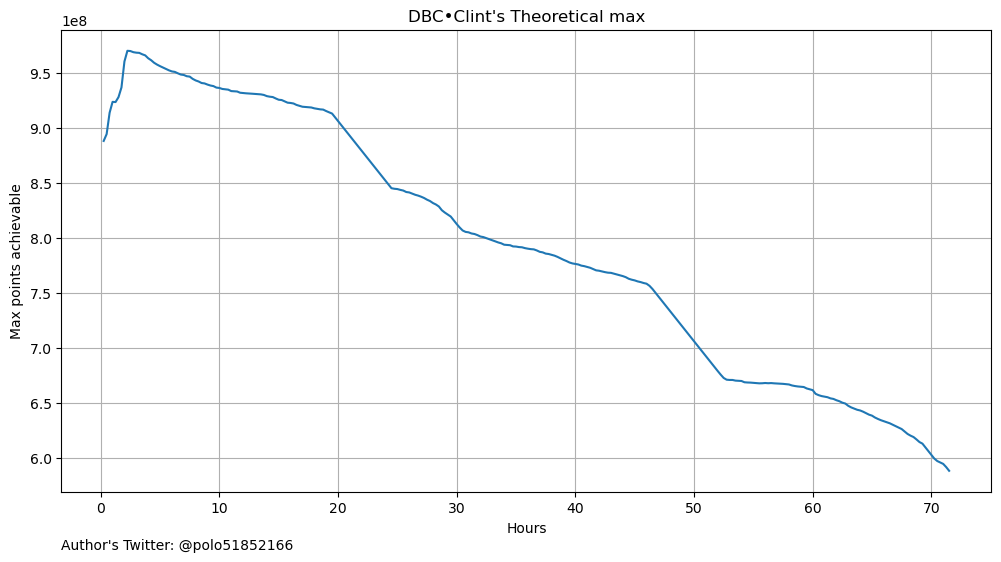 DBC•Clint's Theoretical max
1e8
9.5
9.0
8.5
8.0
7.5
7.0
6.5
6.0
Max points achievable
0 10 20 30 40 50 60 70
Hours
Author's Twitter: @polo51852166